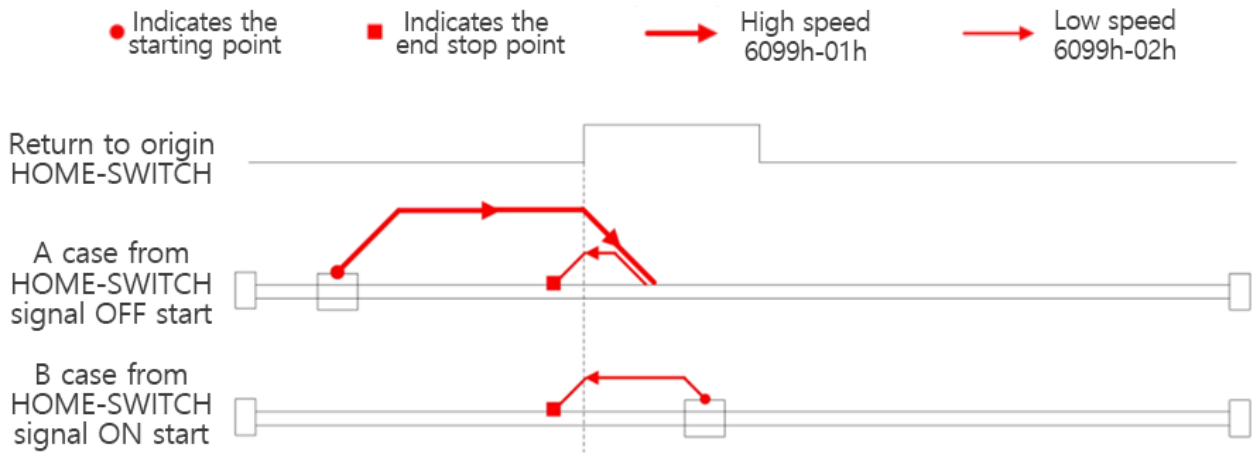 Indicates the
starting point
Indicates the
end stop point
High speed
6099h-01h
Low speed
6099h-02h
Return to origin
HOME-SWITCH
A case from
HOME-SWITCH
signal OFF start
B case from
HOME-SWITCH
signal ON start